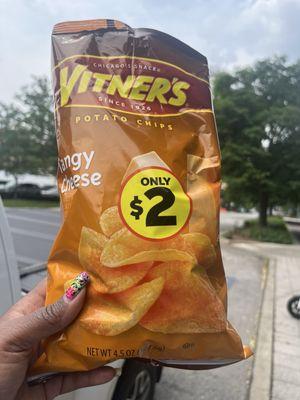 CHICAGO'S SNACK
VITNER'S
SINCE 1926
POTATO CHIPS
Tangy
Cheese
ONLY
$2
NET WT 4.5 OZ